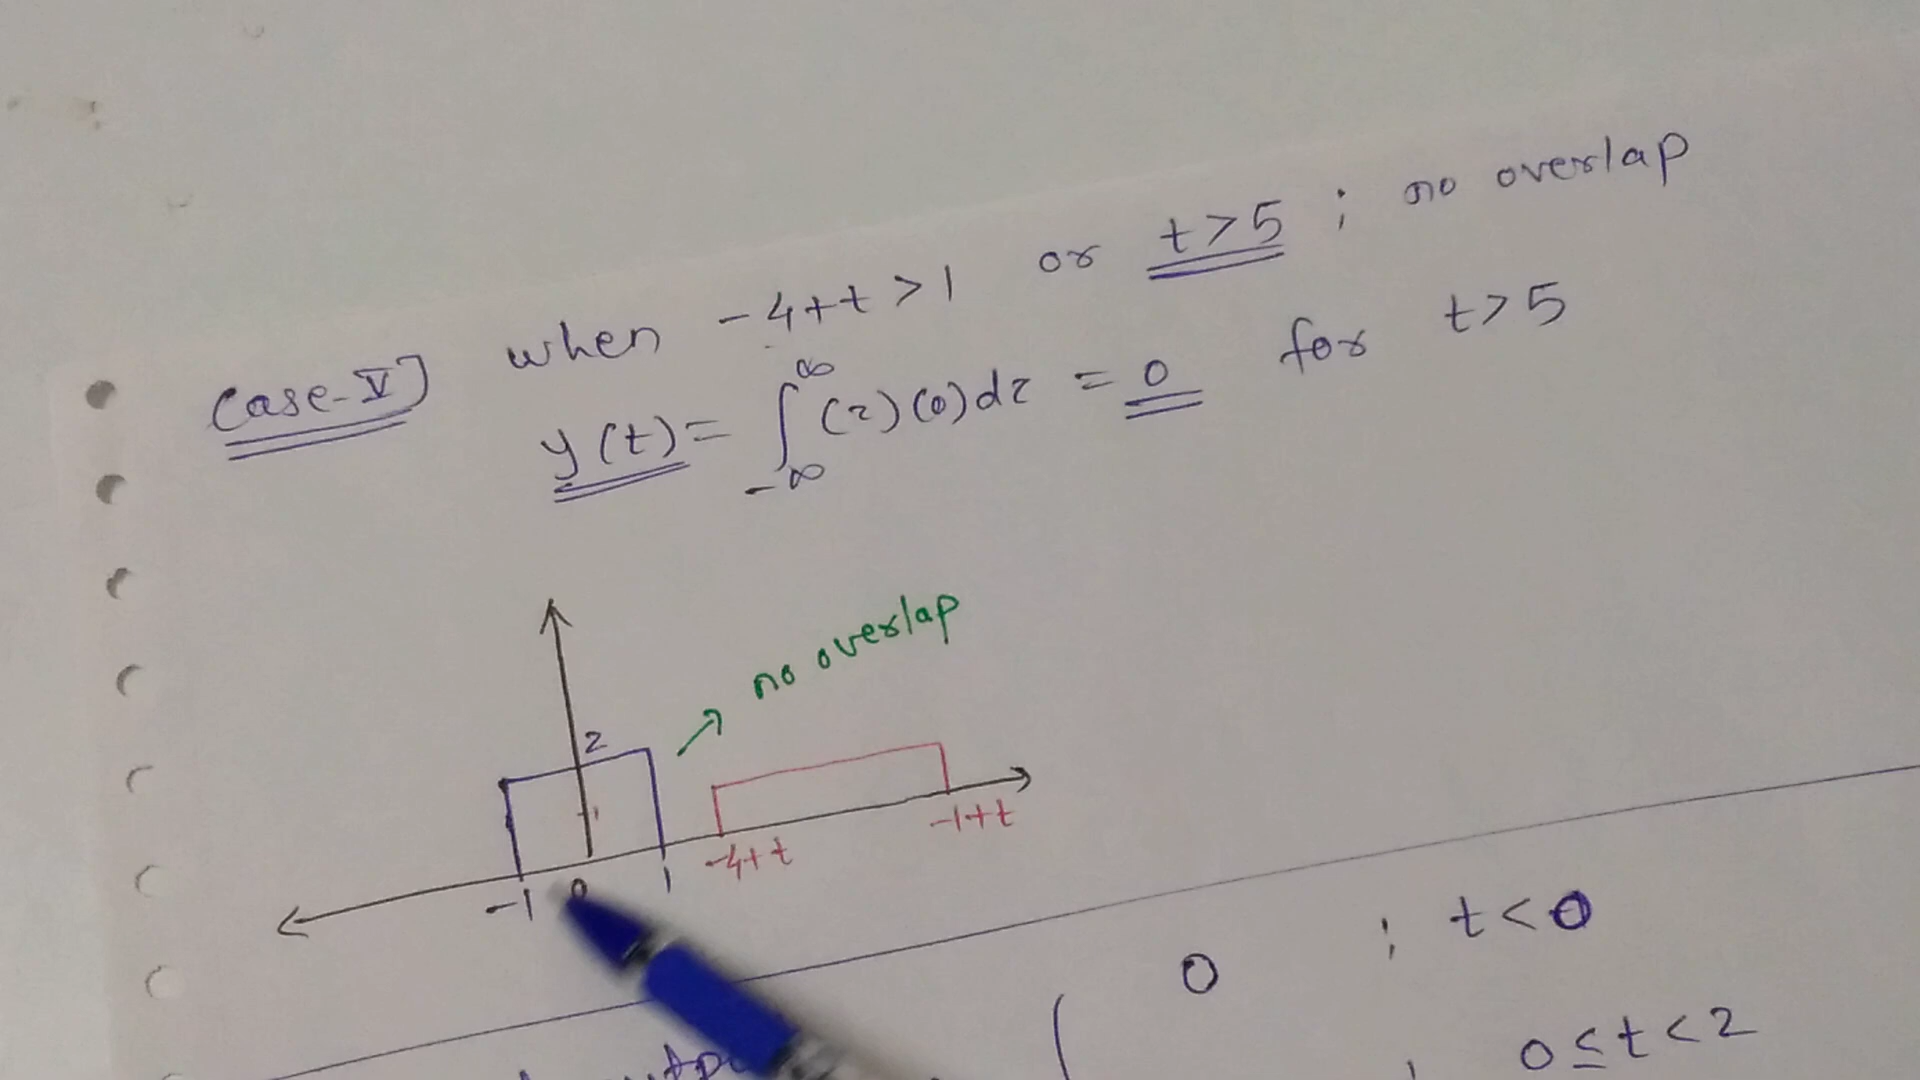 Case-V] when -4+t > 1 or t>5 ; no overlap
y(t) = ∫_{-∞}^{∞} (2)(0)dτ = 0 for t>5
no overlap
2
1
-1 0 1 -4+t -1+t
0 ; t<0
; 0≤t<2